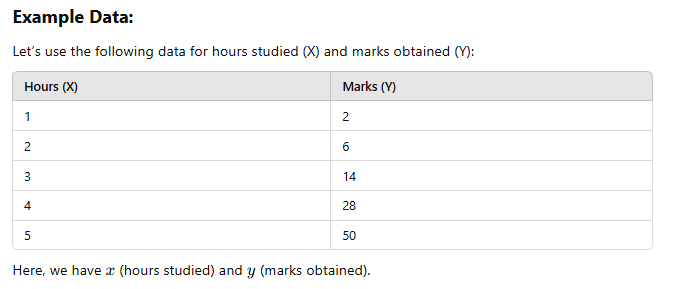 Example Data:
Let’s use the following data for hours studied (X) and marks obtained (Y):
Hours (X) Marks (Y)
1 2
2 6
3 14
4 28
5 50
Here, we have x (hours studied) and y (marks obtained).